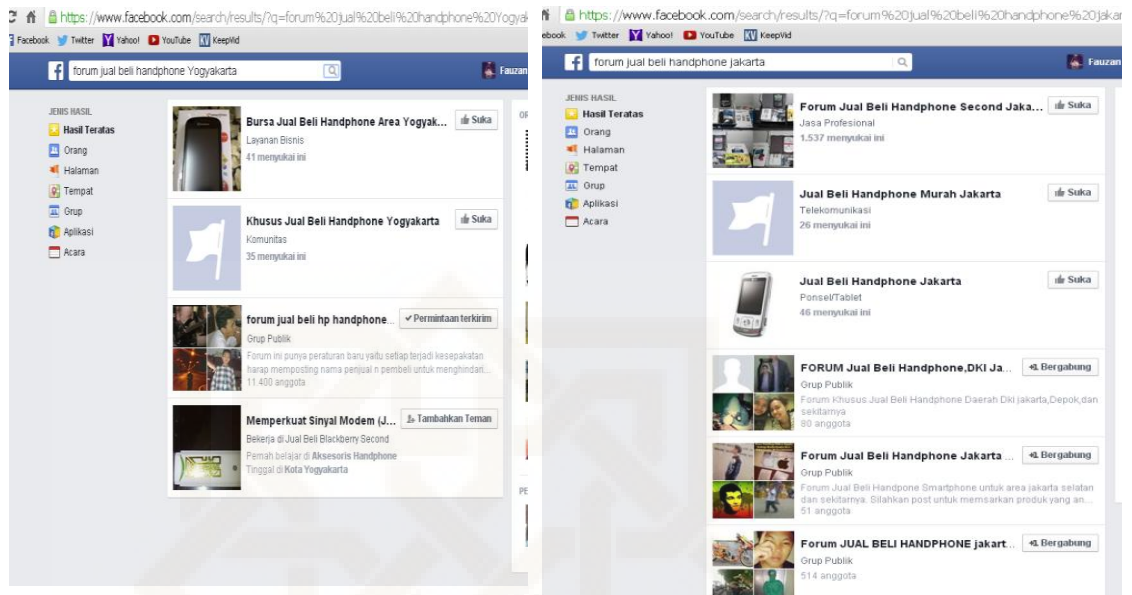 https://www.facebook.com/search/results/?q=forum%20jual%20beli%20handphone%20Yogyak
Facebook Twitter Yahoo! YouTube KeepVid
forum jual beli handphone Yogyakarta
Fauzan
JENIS HASIL
Hasil Teratas
Orang
Halaman
Tempat
Grup
Aplikasi
Acara
Bursa Jual Beli Handphone Area Yogyak... Suka
Layanan Bisnis
41 menyukai ini
Khusus Jual Beli Handphone Yogyakarta Suka
Komunitas
35 menyukai ini
forum jual beli hp handphone... Permintaan terkirim
Grup Publik
Forum ini punya peraturan baru yaitu setiap terjadi kesepakatan
harap memposting nama penjual n pembeli untuk menghindari...
11.400 anggota
Memperkuat Sinyal Modem (J... Tambahkan Teman
Bekerja di Jual Beli Blackberry Second
Pernah belajar di Aksesoris Handphone
Tinggal di Kota Yogyakarta
OR
PE
https://www.facebook.com/search/results/?q=forum%20jual%20beli%20handphone%20jakar
ebook Twitter Yahoo! YouTube KeepVid
forum jual beli handphone jakarta
Fauzan
JENIS HASIL
Hasil Teratas
Orang
Halaman
Tempat
Grup
Aplikasi
Acara
Forum Jual Beli Handphone Second Jaka... Suka
Jasa Profesional
1.537 menyukai ini
Jual Beli Handphone Murah Jakarta Suka
Telekomunikasi
26 menyukai ini
Jual Beli Handphone Jakarta Suka
Ponsel/Tablet
46 menyukai ini
FORUM Jual Beli Handphone,DKI Ja... Bergabung
Grup Publik
Forum Khusus Jual Beli Handphone Daerah Dki jakarta,Depok,dan
sekitarnya
80 anggota
Forum Jual Beli Handphone Jakarta ... Bergabung
Grup Publik
Forum Jual Beli Handpone Smartphone untuk area jakarta selatan
dan sekitarnya. Silahkan post untuk memsarkan produk yang an...
51 anggota
Forum JUAL BELI HANDPHONE jakart... Bergabung
Grup Publik
514 anggota